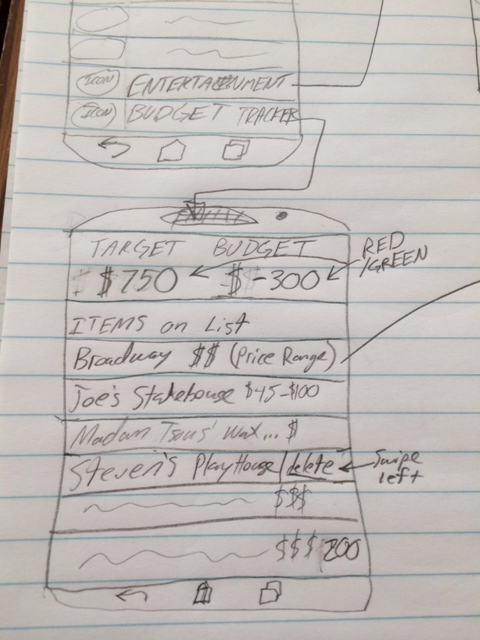 ICON ENTERTAINMENT
ICON BUDGET TRACKER
TARGET BUDGET
$750 $-300
RED
/GREEN
ITEMS on List
Broadway $$ (Price Range)
Joe's Stakehouse $45-$100
Madam wax... $
Steven's PlayHouse/delete
Swipe
left
$$$
$$$ 200